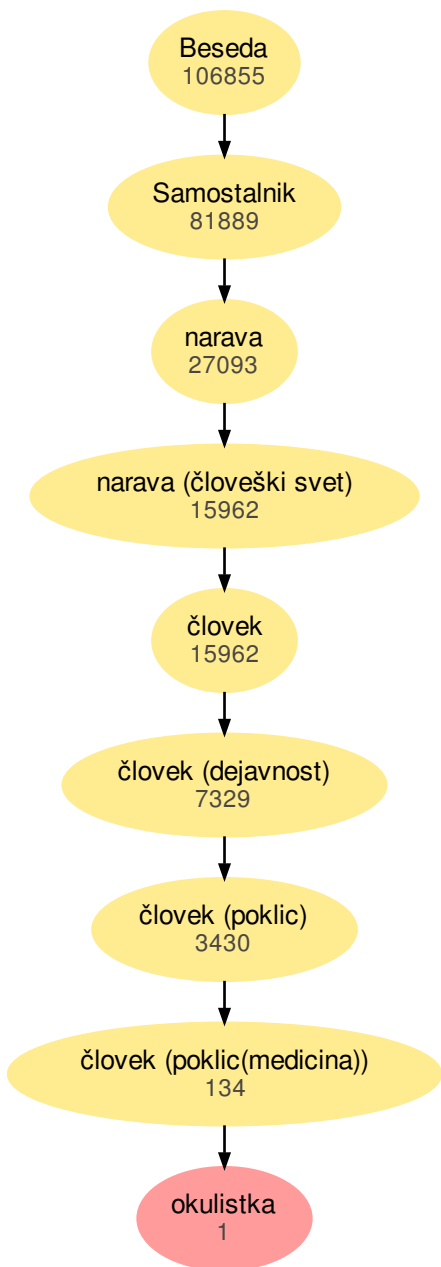 Beseda
106855
Samostalnik
81889
narava
27093
narava (človeški svet)
15962
človek
15962
človek (dejavnost)
7329
človek (poklic)
3430
človek (poklic(medicina))
134
okulistka
1